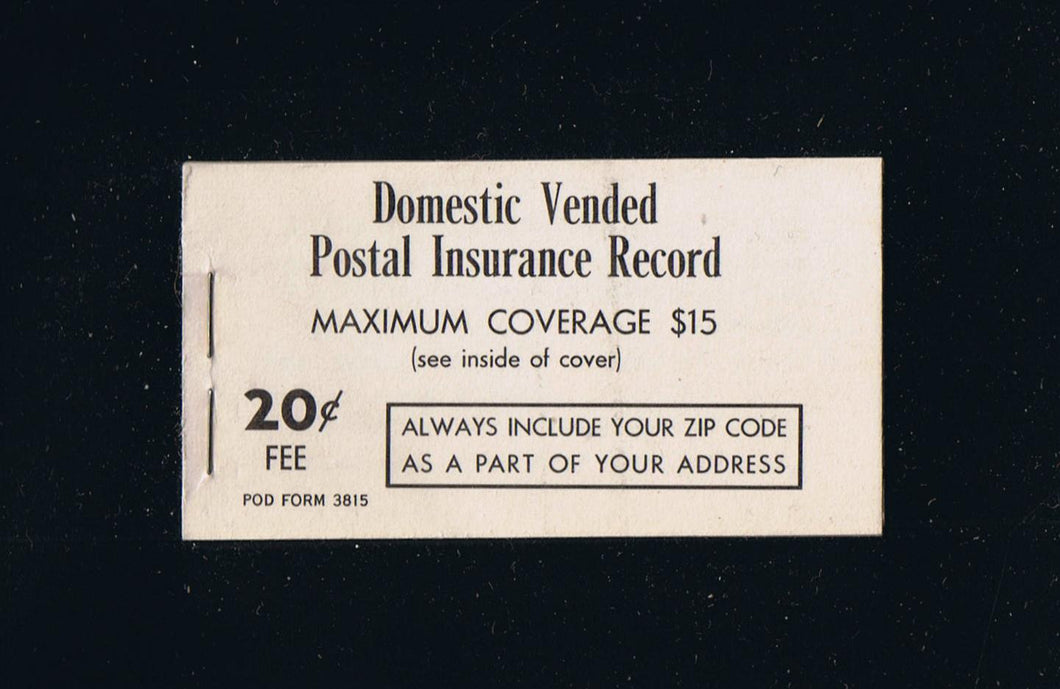 Domestic Vended
Postal Insurance Record
MAXIMUM COVERAGE $15
(see inside of cover)
20¢
FEE
ALWAYS INCLUDE YOUR ZIP CODE
AS A PART OF YOUR ADDRESS
POD FORM 3815